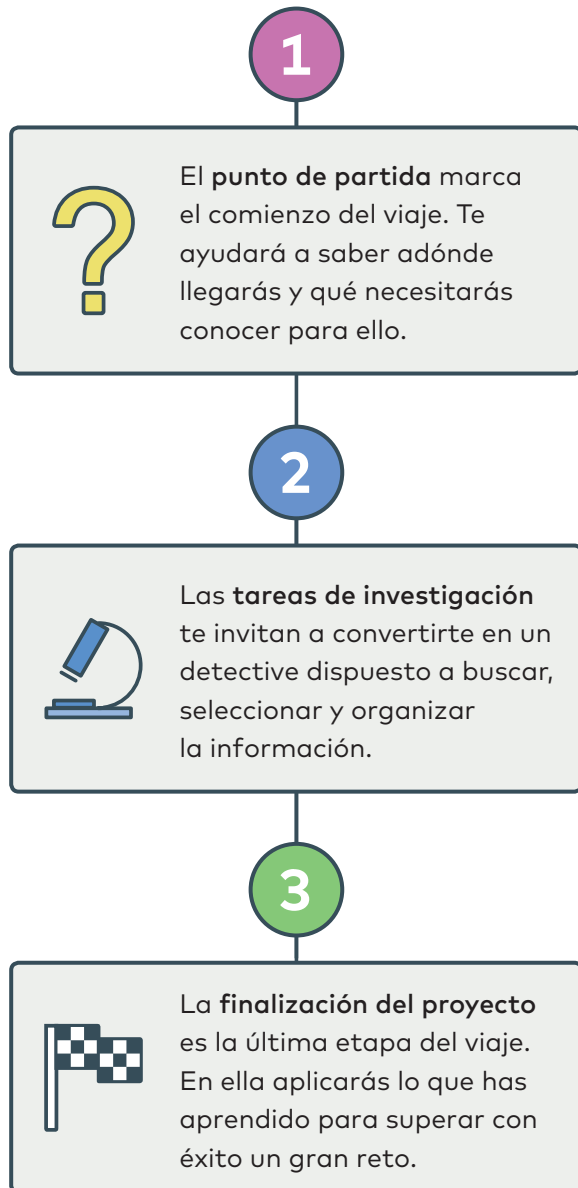 1
El punto de partida marca
el comienzo del viaje. Te
ayudará a saber adónde
llegarás y qué necesitarás
conocer para ello.
2
Las tareas de investigación
te invitan a convertirte en un
detective dispuesto a buscar,
seleccionar y organizar
la información.
3
La finalización del proyecto
es la última etapa del viaje.
En ella aplicarás lo que has
aprendido para superar con
éxito un gran reto.